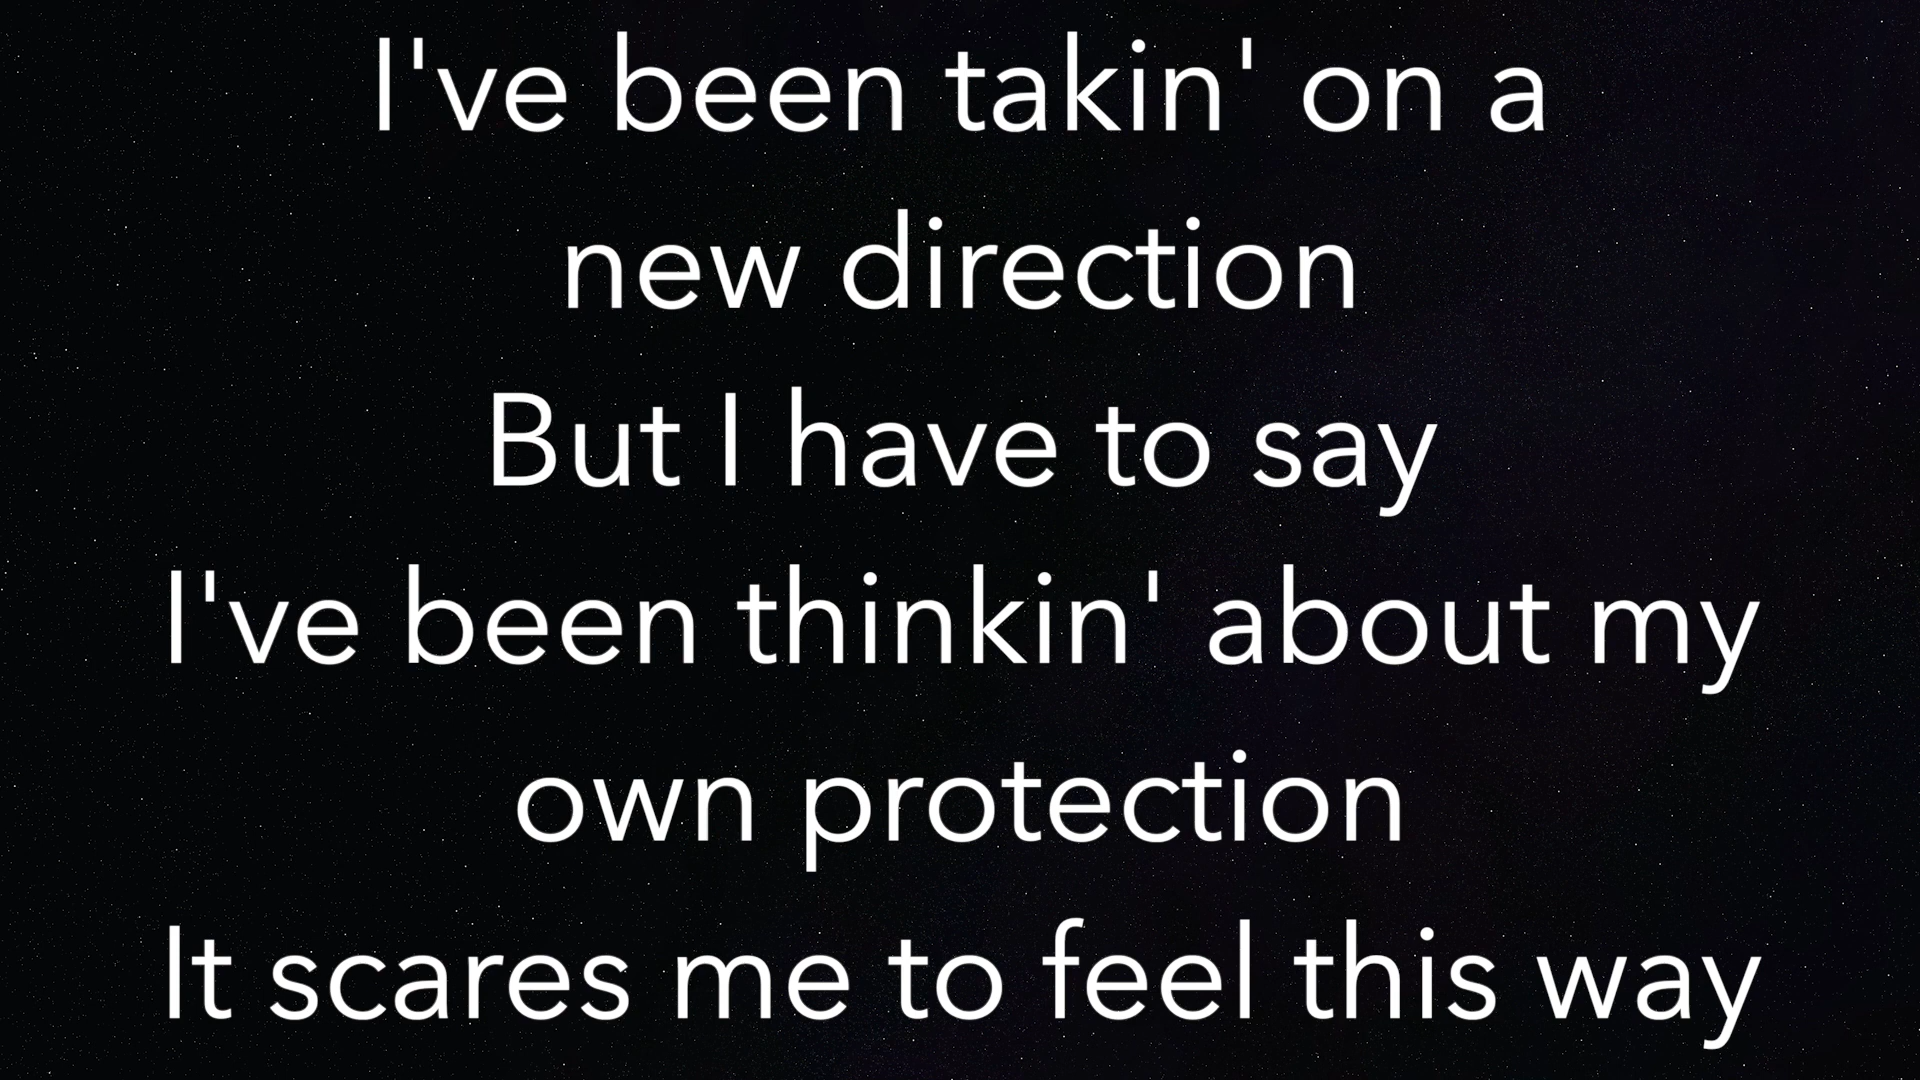 I've been takin' on a
new direction
But I have to say
I've been thinkin' about my
own protection
It scares me to feel this way